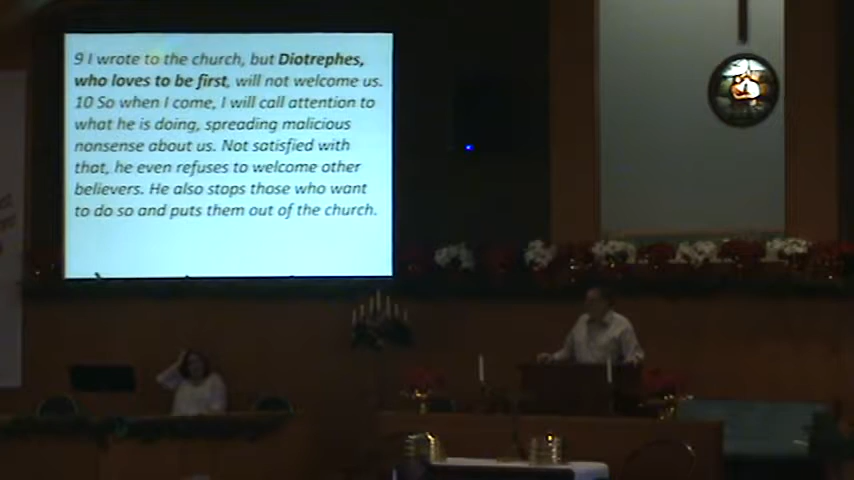 9 I wrote to the church, but Diotrephes,
who loves to be first, will not welcome us.
10 So when I come, I will call attention to
what he is doing, spreading malicious
nonsense about us. Not satisfied with
that, he even refuses to welcome other
believers. He also stops those who want
to do so and puts them out of the church.